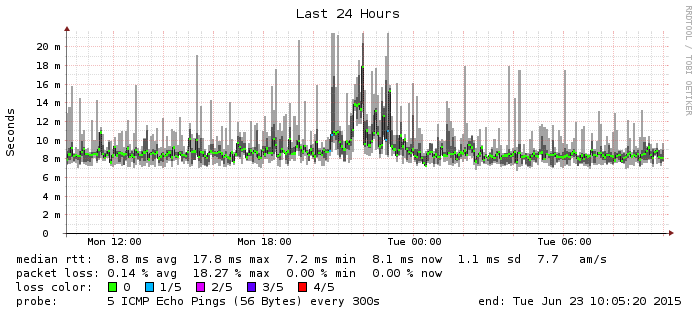 Last 24 Hours
RRDTOOL / TOBI OETIKER
Seconds
20 m
18 m
16 m
14 m
12 m
10 m
8 m
6 m
4 m
2 m
0
Mon 12:00 Mon 18:00 Tue 00:00 Tue 06:00
median rtt: 8.8 ms avg 17.8 ms max 7.2 ms min 8.1 ms now 1.1 ms sd 7.7 am/s
packet loss: 0.14 % avg 18.27 % max 0.00 % min 0.00 % now
loss color: 0 1/5 2/5 3/5 4/5
probe: 5 ICMP Echo Pings (56 Bytes) every 300s end: Tue Jun 23 10:05:20 2015